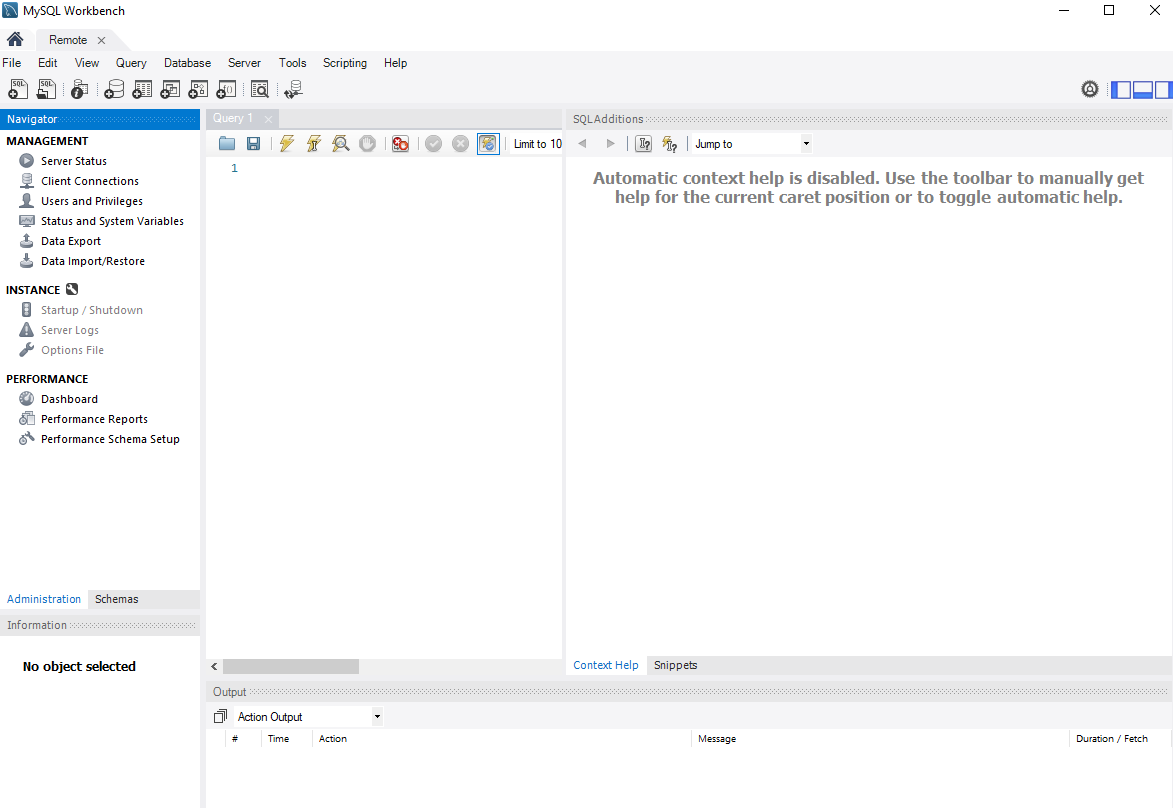 MySQL Workbench
Remote
File Edit View Query Database Server Tools Scripting Help
Navigator
MANAGEMENT
Server Status
Client Connections
Users and Privileges
Status and System Variables
Data Export
Data Import/Restore
INSTANCE
Startup / Shutdown
Server Logs
Options File
PERFORMANCE
Dashboard
Performance Reports
Performance Schema Setup
Administration Schemas
Information
No object selected
Query 1
Limit to 10
1
SQLAdditions
Jump to
Automatic context help is disabled. Use the toolbar to manually get
help for the current caret position or to toggle automatic help.
Context Help Snippets
Output
Action Output
# Time Action Message Duration / Fetch